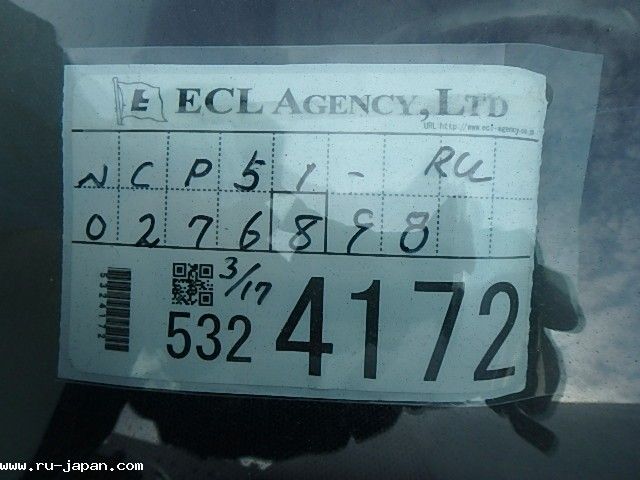 E ECL AGENCY, LTD
URL http://www.ecl-agency.co.jp
NCP51- RU
0276898
3/17
5324172
532 4172
www.ru-japan.com